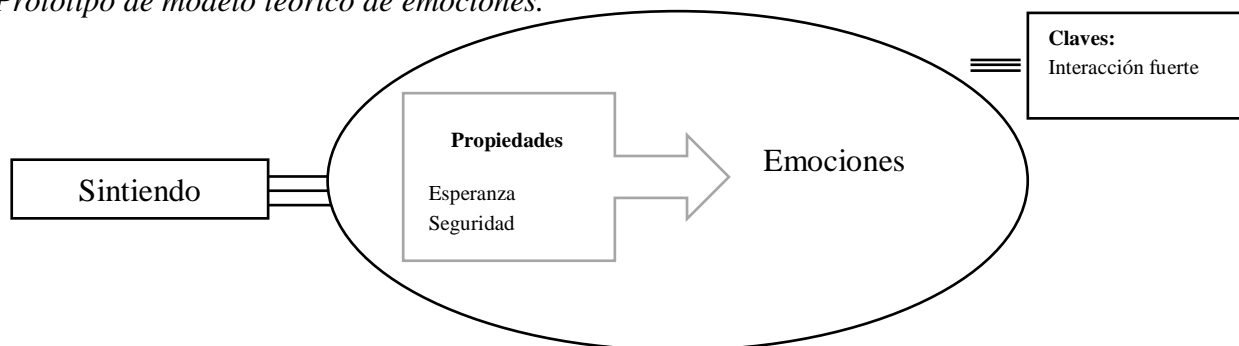 Prototipo de modelo teórico de emociones.
Claves:
Interacción fuerte
Propiedades
Emociones
Sintiendo
Esperanza
Seguridad